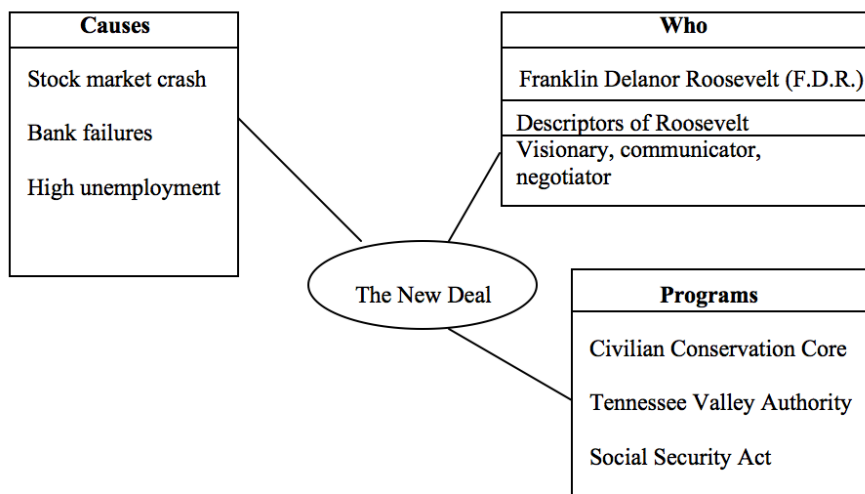 Causes
Stock market crash
Bank failures
High unemployment
Who
Franklin Delanor Roosevelt (F.D.R.)
Descriptors of Roosevelt
Visionary, communicator,
negotiator
The New Deal
Programs
Civilian Conservation Core
Tennessee Valley Authority
Social Security Act